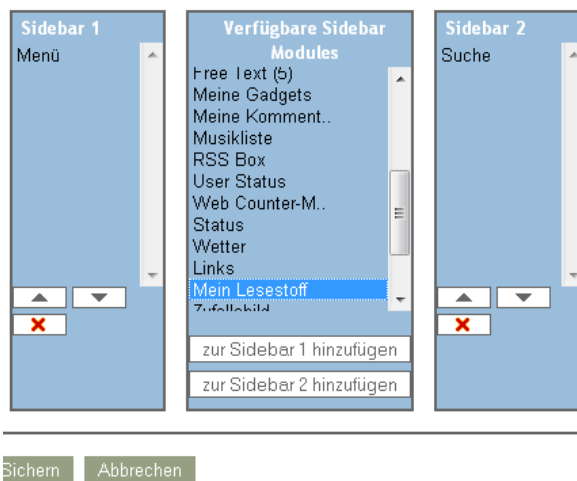 Sidebar 1
Menü
Verfügbare Sidebar
Modules
Free Text (5)
Meine Gadgets
Meine Komment..
Musikliste
RSS Box
User Status
Web Counter-M..
Status
Wetter
Links
Mein Lesestoff
Zufallsbild
zur Sidebar 1 hinzufügen
zur Sidebar 2 hinzufügen
Sidebar 2
Suche
Sichern
Abbrechen